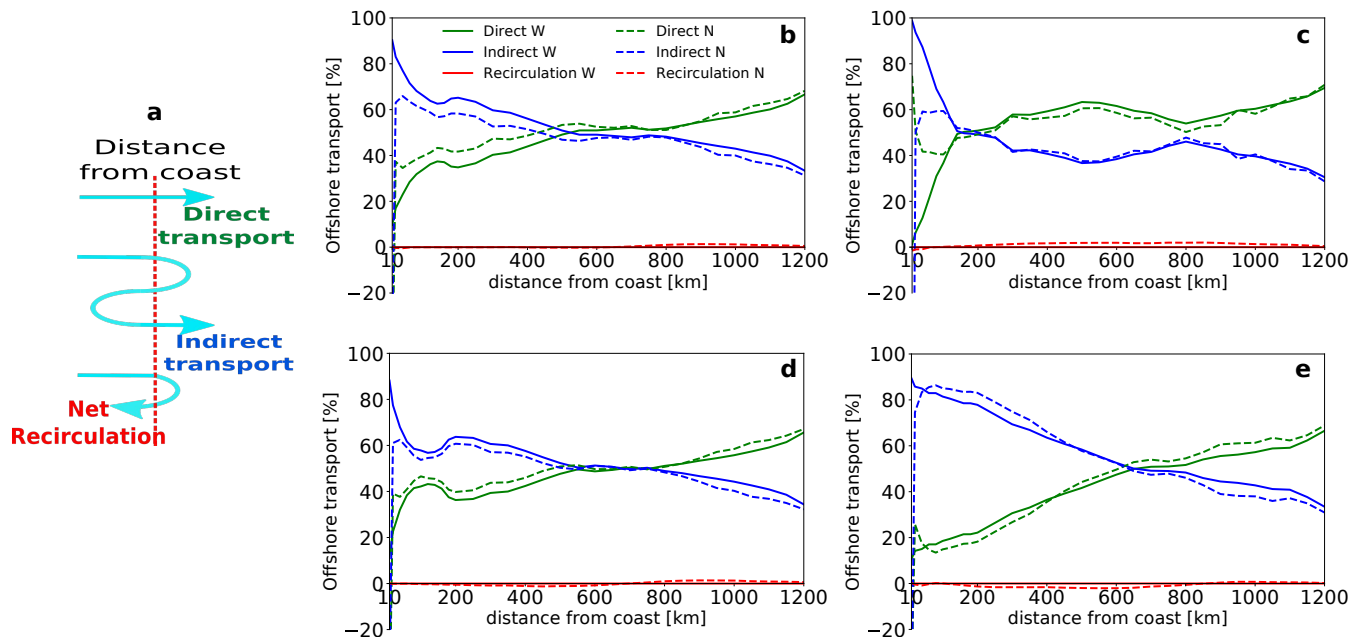 a
Distance
from coast
Direct
transport
Indirect
transport
Net
Recirculation
b
Offshore transport [%]
100
80
60
40
20
0
−20
Direct W
Indirect W
Recirculation W
Direct N
Indirect N
Recirculation N
10 200 400 600 800 1000 1200
distance from coast [km]
c
Offshore transport [%]
100
80
60
40
20
0
−20
10 200 400 600 800 1000 1200
distance from coast [km]
d
Offshore transport [%]
100
80
60
40
20
0
−20
10 200 400 600 800 1000 1200
distance from coast [km]
e
Offshore transport [%]
100
80
60
40
20
0
−20
10 200 400 600 800 1000 1200
distance from coast [km]